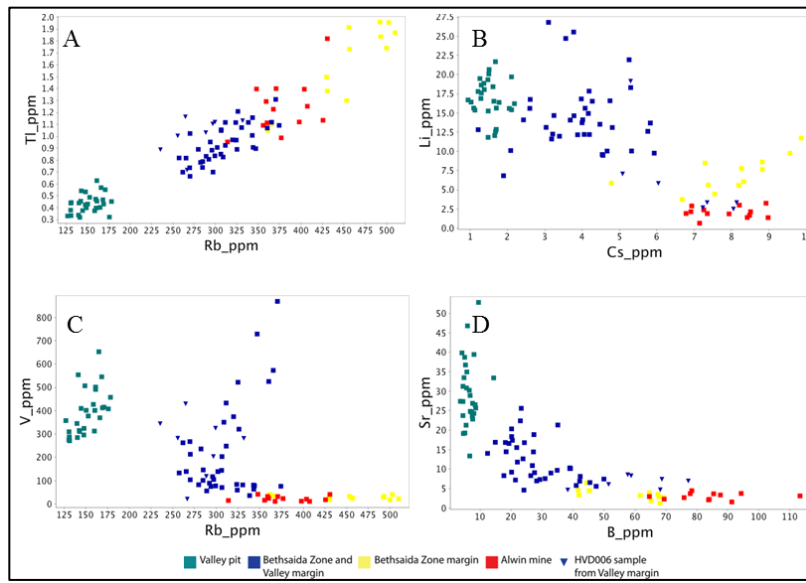 A
Tl_ppm
2.0
1.9
1.8
1.7
1.6
1.5
1.4
1.3
1.2
1.1
1.0
0.9
0.8
0.7
0.6
0.5
0.4
0.3
125 150 175 200 225 250 275 300 325 350 375 400 425 450 475 500
Rb_ppm
B
Li_ppm
27.5
25.0
22.5
20.0
17.5
15.0
12.5
10.0
7.5
5.0
2.5
0.0
1 2 3 4 5 6 7 8 9
Cs_ppm
C
V_ppm
800
700
600
500
400
300
200
100
0
125 150 175 200 225 250 275 300 325 350 375 400 425 450 475 500
Rb_ppm
D
Sr_ppm
50
45
40
35
30
25
20
15
10
5
0
10 20 30 40 50 60 70 80 90 100 110
B_ppm
Valley pit
Bethsaida Zone and
Valley margin
Bethsaida Zone margin
Alwin mine
HVD006 sample
from Valley margin